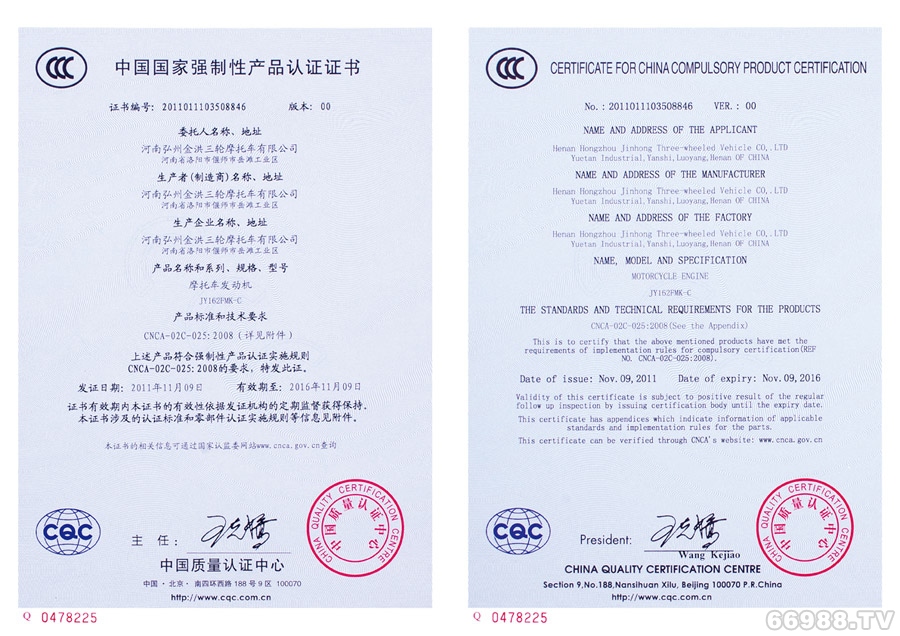 中国国家强制性产品认证证书
证书编号: 2011011103508846 版本: 00
委托人名称、地址
河南弘州金洪三轮摩托车有限公司
河南省洛阳市偃师市岳滩工业区
生产者(制造商)名称、地址
河南弘州金洪三轮摩托车有限公司
河南省洛阳市偃师市岳滩工业区
生产企业名称、地址
河南弘州金洪三轮摩托车有限公司
河南省洛阳市偃师市岳滩工业区
产品名称和系列、规格、型号
摩托车发动机
JY162FMK-C
产品标准和技术要求
CNCA-02C-025:2008(详见附件)
上述产品符合强制性产品认证实施规则
CNCA-02C-025:2008的要求，特发此证。
发证日期: 2011年11月09日 有效期至: 2016年11月09日
证书有效期内本证书的有效性依据发证机构的定期监督获得保持。
本证书涉及的认证标准和零部件认证实施规则等信息见附件。
本证书的相关信息可通过国家认监委网站www.cnca.gov.cn查询
CHINA QUALITY CERTIFICATION CENTRE
中国质量认证中心
CQC
主 任:
中国质量认证中心
中国·北京·南四环西路188号9区 100070
http://www.cqc.com.cn
Q 0478225
CERTIFICATE FOR CHINA COMPULSORY PRODUCT CERTIFICATION
No.: 2011011103508846 VER.: 00
NAME AND ADDRESS OF THE APPLICANT
Henan Hongzhou Jinhong Three-wheeled Vehicle CO,.LTD
Yuetan Industrial,Yanshi,Luoyang,Henan OF CHINA
NAME AND ADDRESS OF THE MANUFACTURER
Henan Hongzhou Jinhong Three-wheeled Vehicle CO,.LTD
Yuetan Industrial,Yanshi,Luoyang,Henan OF CHINA
NAME AND ADDRESS OF THE FACTORY
Henan Hongzhou Jinhong Three-wheeled Vehicle CO,.LTD
Yuetan Industrial,Yanshi,Luoyang,Henan OF CHINA
NAME, MODEL AND SPECIFICATION
MOTORCYCLE ENGINE
JY162FMK-C
THE STANDARDS AND TECHNICAL REQUIREMENTS FOR THE PRODUCTS
CNCA-02C-025:2008(See the Appendix)
This is to certify that the above mentioned products have met the
requirements of implementation rules for compulsory certification(REF
NO. CNCA-02C-025:2008).
Date of issue: Nov.09,2011 Date of expiry: Nov.09,2016
Validity of this certificate is subject to positive result of the regular
follow up inspection by issuing certification body until the expiry date.
This certificate has appendices which indicate information of applicable
standards and implementation rules for the parts.
This certificate can be verified through CNCA's website: www.cnca.gov.cn
CHINA QUALITY CERTIFICATION CENTRE
中国质量认证中心
CQC
President:
Wang Kejiao
CHINA QUALITY CERTIFICATION CENTRE
Section 9,No.188,Nansihuan Xilu, Beijing 100070 P.R.China
http://www.cqc.com.cn
Q 0478225
66988.TV